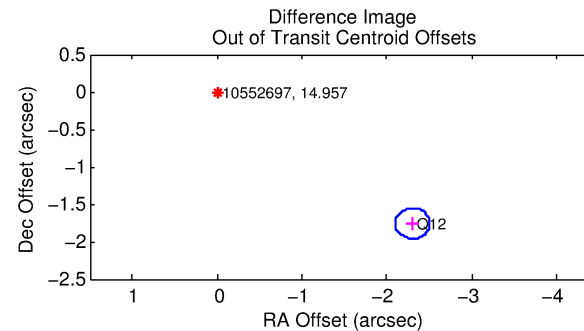 Difference Image
Out of Transit Centroid Offsets
0.5
0
−0.5
−1
−1.5
−2
−2.5
10552697, 14.957
Q12
1
0
−1
−2
−3
−4
Dec Offset (arcsec)
RA Offset (arcsec)